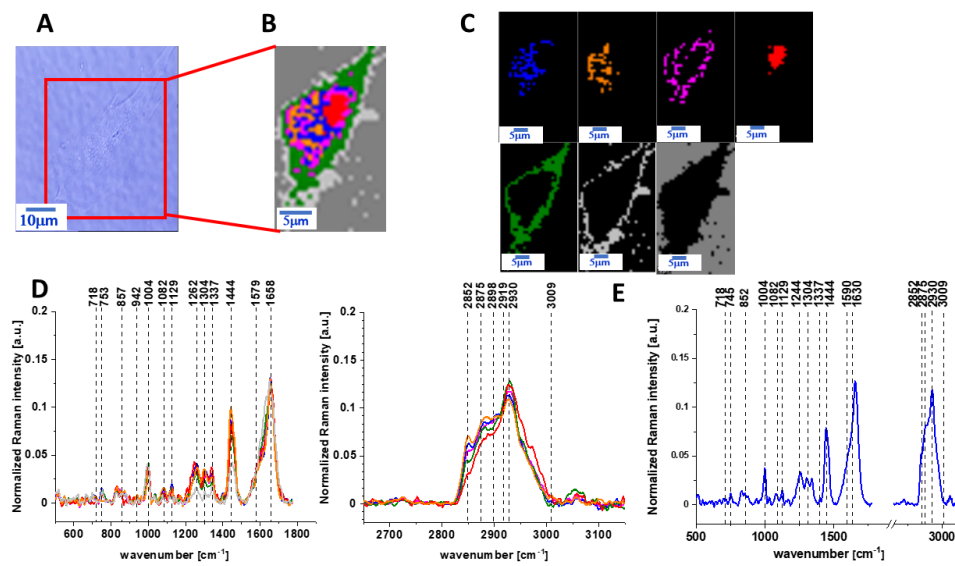 A
B
C
10µm
5µm
5µm
5µm
5µm
5µm
5µm
5µm
5µm
D
718
753
857
942
1004
1082
1129
1262
1304
1337
1444
1579
1658
0.2
0.15
0.1
0.05
0
Normalized Raman intensity [a.u.]
600 800 1000 1200 1400 1600 1800
wavenumber [cm⁻¹]
2852
2875
2898
2919
2930
3009
0.2
0.15
0.1
0.05
0
Normalized Raman intensity [a.u.]
2700 2800 2900 3000 3100
wavenumber [cm⁻¹]
E
718
745
852
1004
1082
1129
1244
1304
1337
1444
1590
1630
2852
2875
2930
3009
0.2
0.15
0.1
0.05
0
Normalized Raman intensity [a.u.]
500 1000 1500 3000
wavenumber [cm⁻¹]